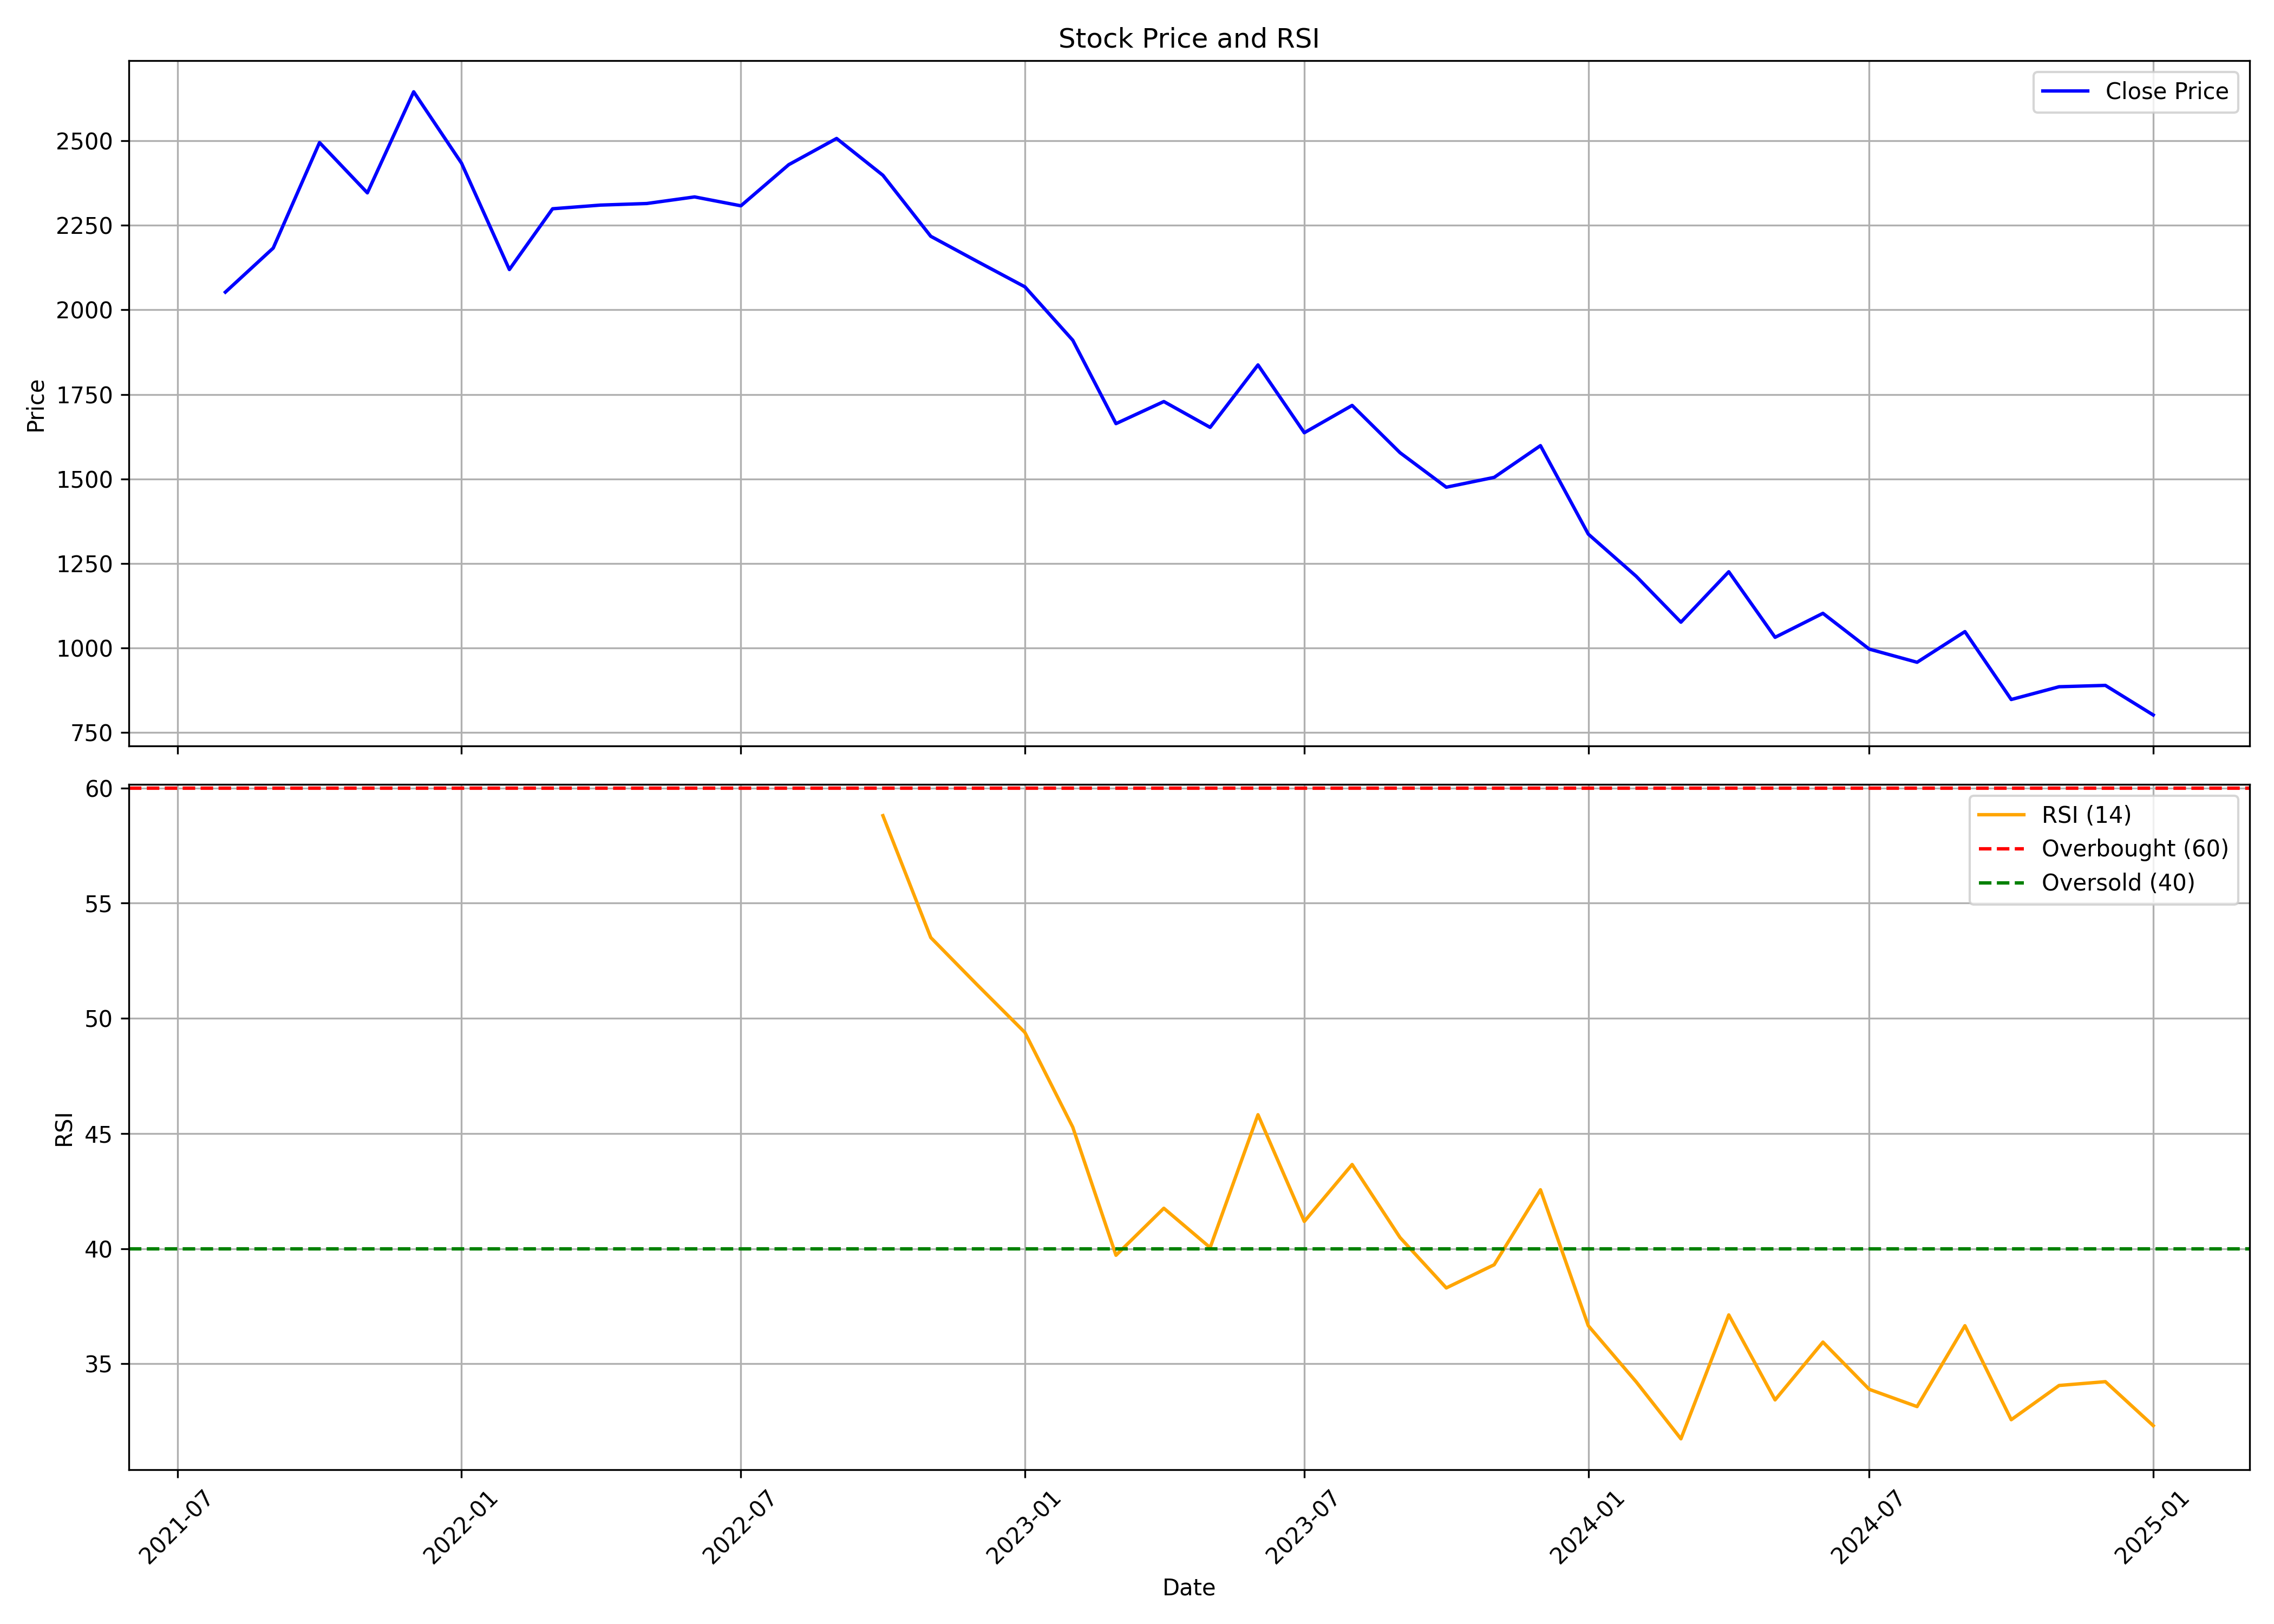 Stock Price and RSI
Close Price
2500
2250
2000
1750
1500
1250
1000
750
Price
60
55
50
45
40
35
RSI
RSI (14)
Overbought (60)
Oversold (40)
2021-07
2022-01
2022-07
2023-01
2023-07
2024-01
2024-07
2025-01
Date